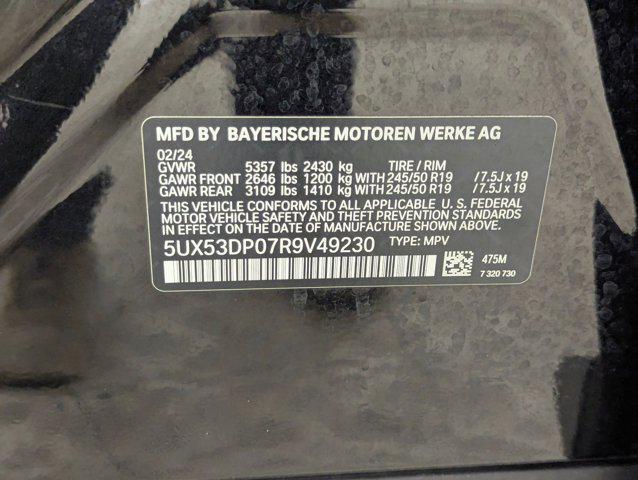 MFD BY BAYERISCHE MOTOREN WERKE AG
02/24
GVWR 5357 lbs 2430 kg TIRE / RIM
GAWR FRONT 2646 lbs 1200 kg WITH 245/50 R19 / 7.5J x 19
GAWR REAR 3109 lbs 1410 kg WITH 245/50 R19 / 7.5J x 19
THIS VEHICLE CONFORMS TO ALL APPLICABLE U. S. FEDERAL
MOTOR VEHICLE SAFETY AND THEFT PREVENTION STANDARDS
IN EFFECT ON THE DATE OF MANUFACTURE SHOWN ABOVE.
5UX53DP07R9V49230 TYPE: MPV
475M
7 320 730